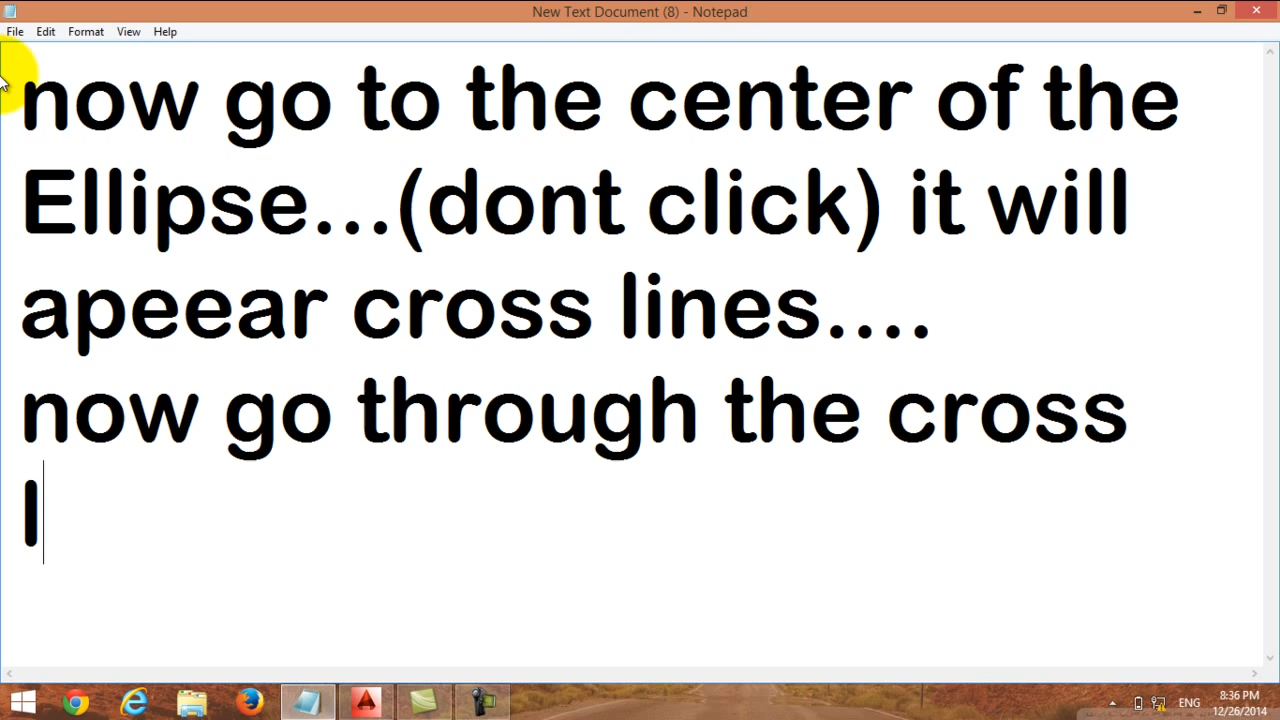 New Text Document (8) - Notepad
File Edit Format View Help
now go to the center of the
Ellipse...(dont click) it will
apeear cross lines....
now go through the cross
l
ENG
8:36 PM
12/26/2014